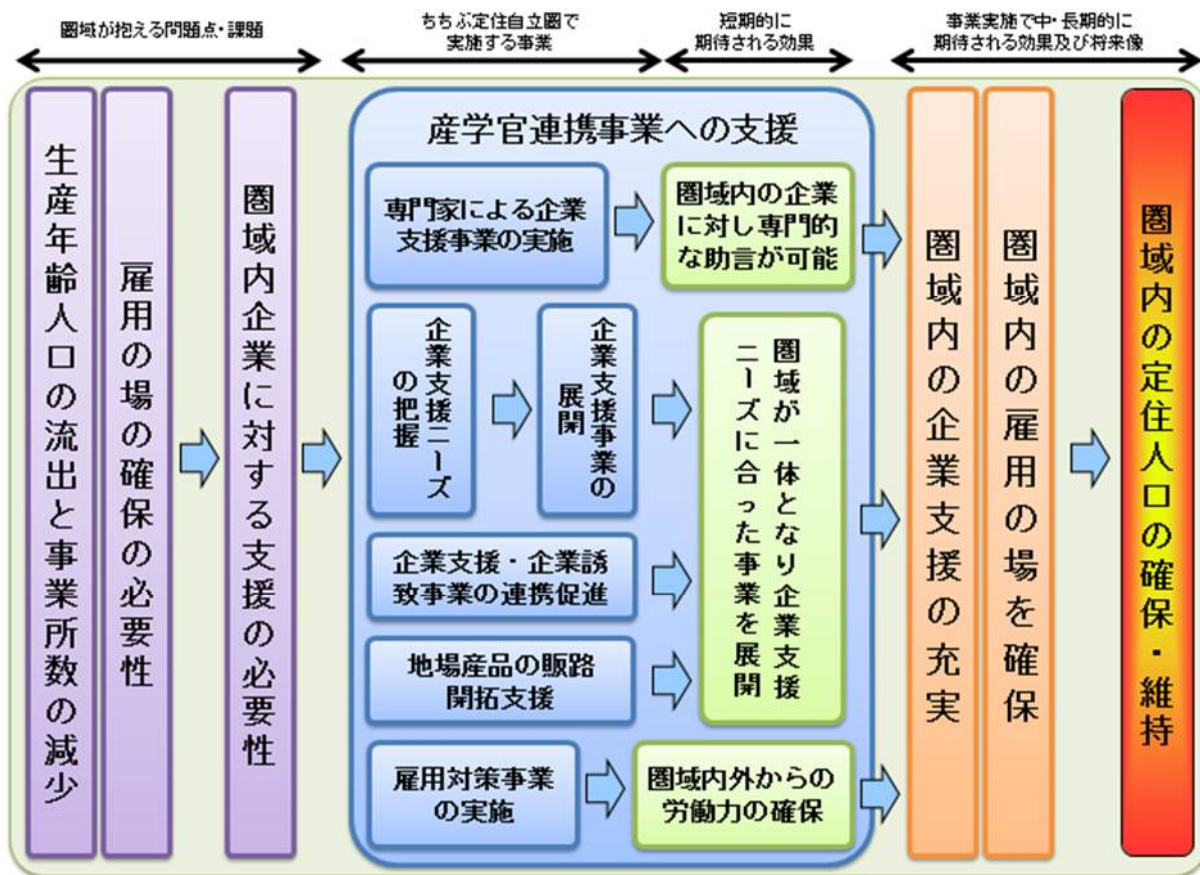 圏域が抱える問題点・課題
ちちぶ定住自立圏で
実施する事業
短期的に
期待される効果
事業実施で中・長期的に
期待される効果及び将来像
生産年齢人口の流出と事業所数の減少
雇用の場の確保の必要性
圏域内企業に対する支援の必要性
産学官連携事業への支援
専門家による企業
支援事業の実施
圏域内の企業
に対し専門的
な助言が可能
企業支援ニーズ
の把握
企業支援事業の
展開
圏域が一体となり企業支援
ニーズに合った事業を展開
企業支援・企業誘
致事業の連携促進
地場産品の販路
開拓支援
雇用対策事業
の実施
圏域内外からの
労働力の確保
圏域内の企業支援の充実
圏域内の雇用の場を確保
圏域内の定住人口の確保・維持